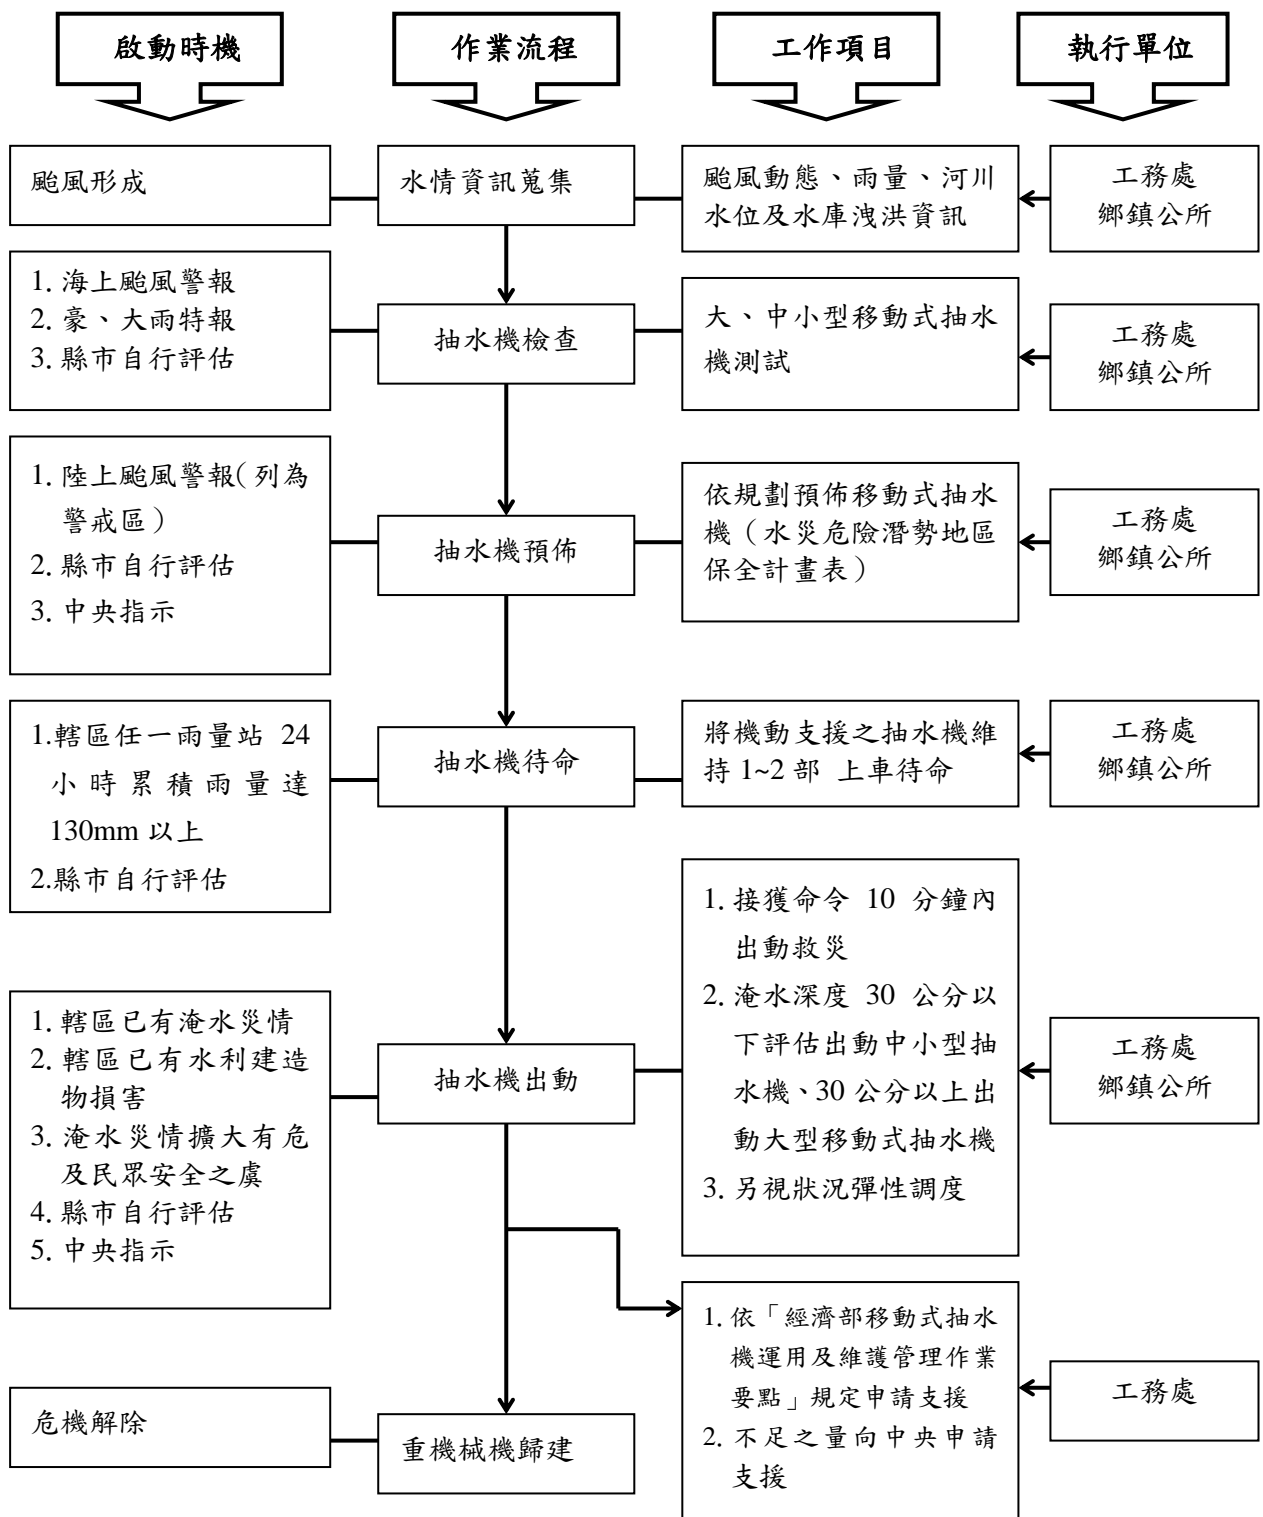 啟動時機
作業流程
工作項目
執行單位
颱風形成
水情資訊蒐集
颱風動態、雨量、河川
水位及水庫洩洪資訊
工務處
鄉鎮公所
1. 海上颱風警報
2. 豪、大雨特報
3. 縣市自行評估
抽水機檢查
大、中小型移動式抽水
機測試
工務處
鄉鎮公所
1. 陸上颱風警報(列為
警戒區)
2. 縣市自行評估
3. 中央指示
抽水機預佈
依規劃預佈移動式抽水
機(水災危險潛勢地區
保全計畫表)
工務處
鄉鎮公所
1.轄區任一雨量站 24
小時累積雨量達
130mm 以上
2.縣市自行評估
抽水機待命
將機動支援之抽水機維
持 1~2 部 上車待命
工務處
鄉鎮公所
1. 轄區已有淹水災情
2. 轄區已有水利建造
物損害
3. 淹水災情擴大有危
及民眾安全之虞
4. 縣市自行評估
5. 中央指示
抽水機出動
1. 接獲命令 10 分鐘內
出動救災
2. 淹水深度 30 公分以
下評估出動中小型抽
水機、30 公分以上出
動大型移動式抽水機
3. 另視狀況彈性調度
工務處
鄉鎮公所
1. 依「經濟部移動式抽水
機運用及維護管理作業
要點」規定申請支援
2. 不足之量向中央申請
支援
工務處
危機解除
重機械機歸建